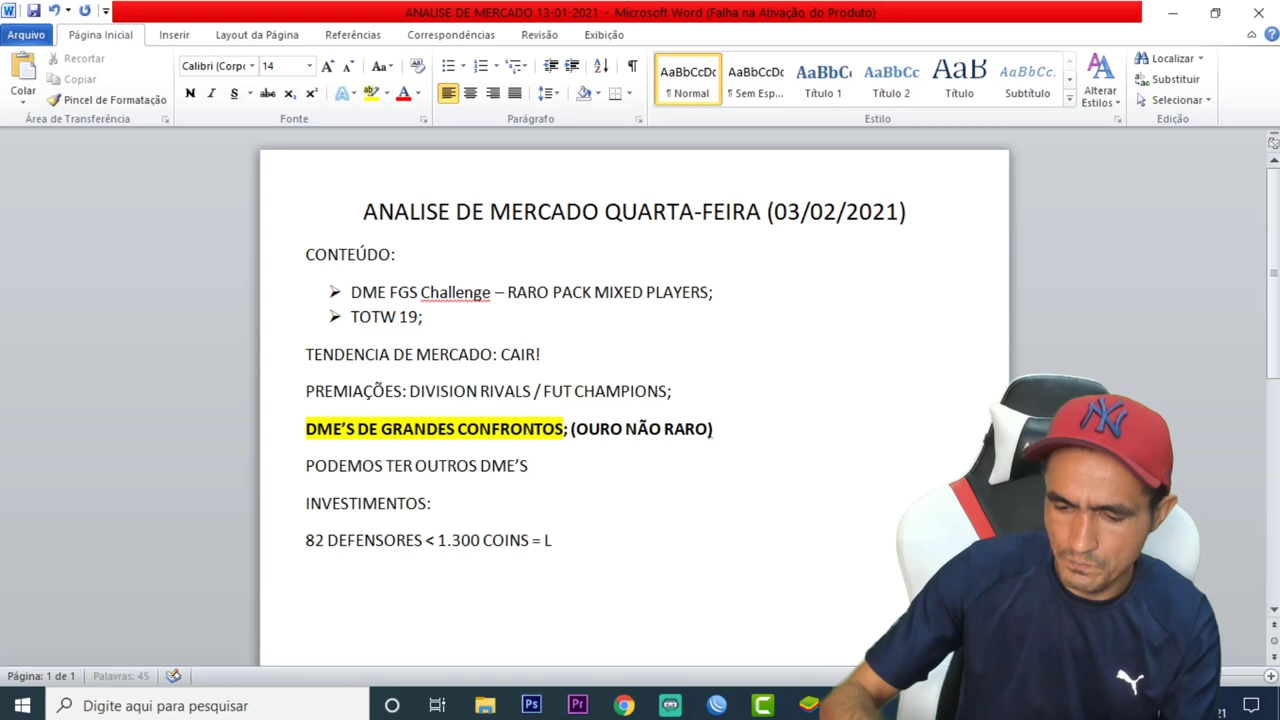 ANALISE DE MERCADO 13-01-2021 - Microsoft Word (Falha na Ativação do Produto)
Arquivo Página Inicial Inserir Layout da Página Referências Correspondências Revisão Exibição
Colar
Recortar
Copiar
Pincel de Formatação
Área de Transferência
Calibri (Corpo 14
Fonte
Parágrafo
AaBbCcDc AaBbCcDc AaBbC AaBbCc AaB AaBbCc.
¶ Normal ¶ Sem Esp... Título 1 Título 2 Título Subtítulo
Alterar Estilos
Estilo
Localizar
Substituir
Selecionar
Edição
ANALISE DE MERCADO QUARTA-FEIRA (03/02/2021)
CONTEÚDO:
➢ DME FGS Challenge – RARO PACK MIXED PLAYERS;
➢ TOTW 19;
TENDENCIA DE MERCADO: CAIR!
PREMIAÇÕES: DIVISION RIVALS / FUT CHAMPIONS;
DME’S DE GRANDES CONFRONTOS; (OURO NÃO RARO)
PODEMOS TER OUTROS DME’S
INVESTIMENTOS:
82 DEFENSORES < 1.300 COINS = L
Página: 1 de 1 Palavras: 45
Digite aqui para pesquisar
21